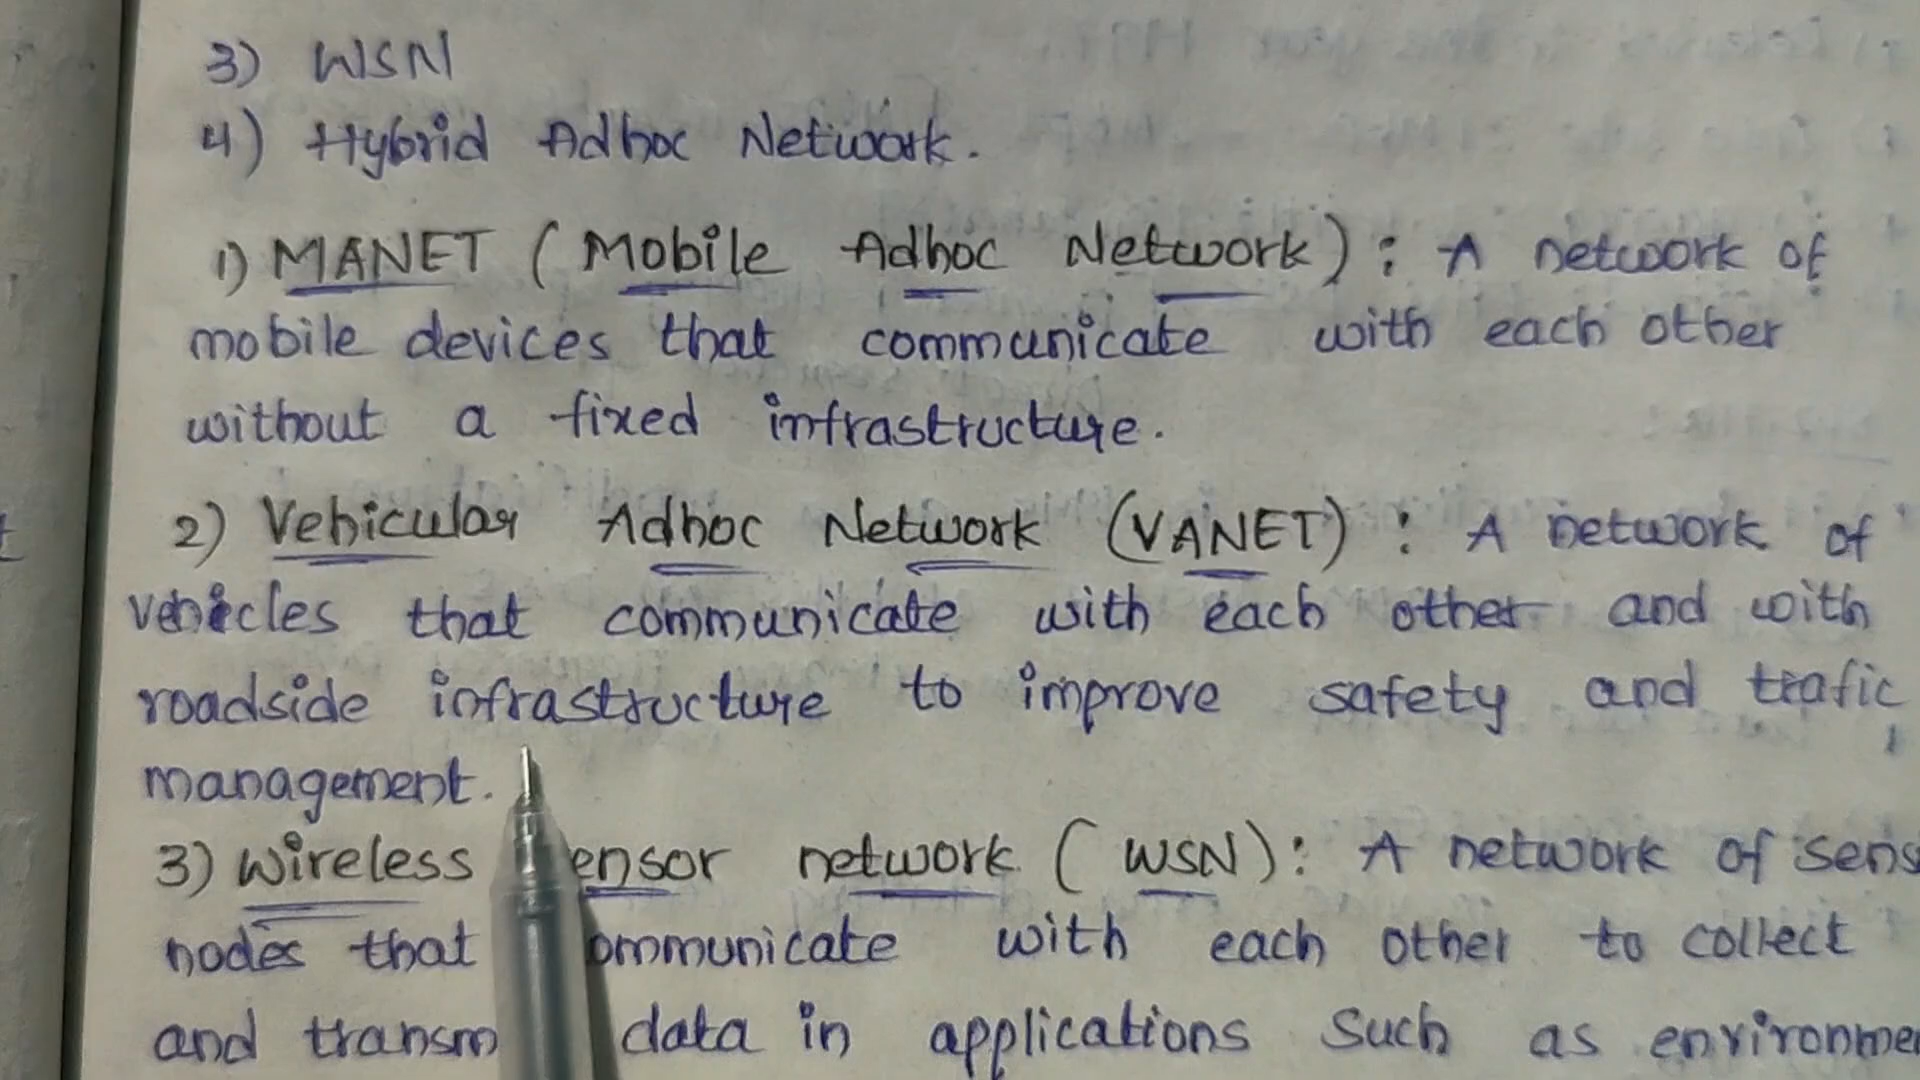 3) WSN
4) Hybrid Adhoc Network.
1) MANET ( Mobile Adhoc Network ) : A network of
mobile devices that communicate with each other
without a fixed infrastructure.
2) Vehicular Adhoc Network (VANET) : A network of
vehicles that communicate with each other and with
roadside infrastructure to improve safety and trafic
management.
3) Wireless ensor network ( WSN ) : A network of sens
nodes that ommunicate with each other to collect
and transm data in applications such as environme